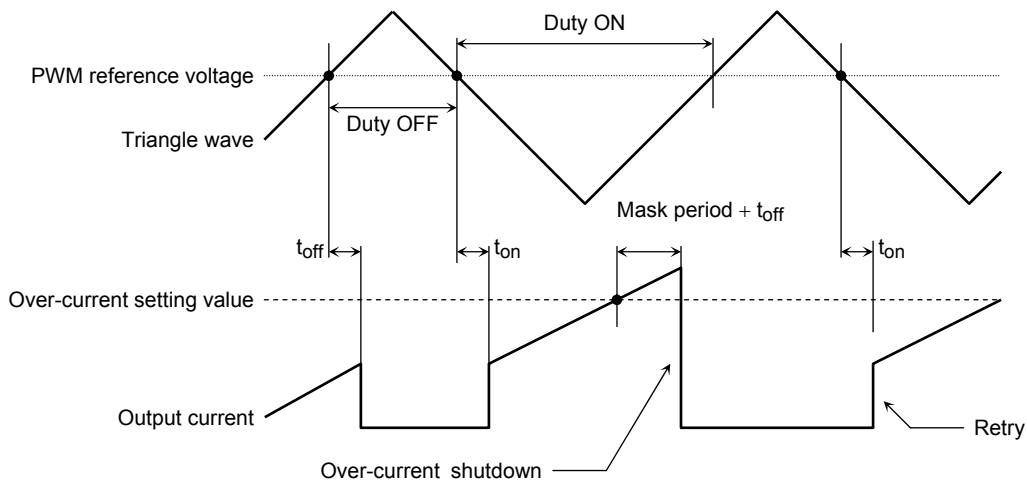 Duty ON
PWM reference voltage
Duty OFF
Triangle wave
Mask period + toff
toff
ton
ton
Over-current setting value
Output current
Retry
Over-current shutdown